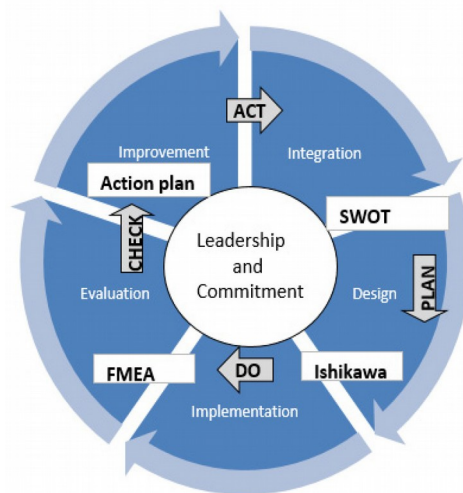 ACT
Improvement
Integration
Action plan
SWOT
CHECK
Leadership
and
Commitment
PLAN
Evaluation
Design
FMEA
DO
Ishikawa
Implementation